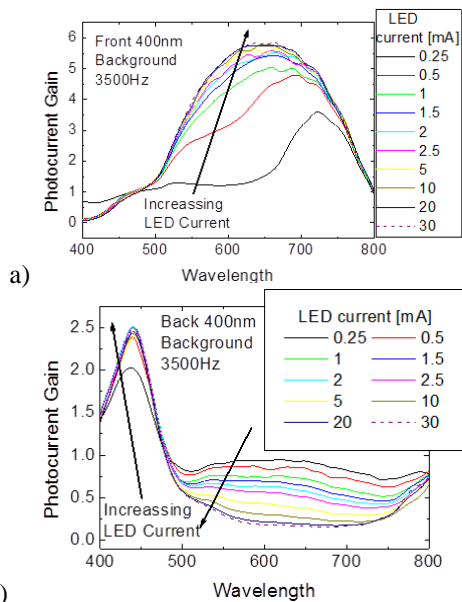 LED
current [mA]
0.25
0.5
1
1.5
2
2.5
5
10
20
30
Front 400nm
Background
3500Hz
Increassing
LED Current
Photocurrent Gain
6
5
4
3
2
1
0
400 500 600 700 800
Wavelength
a)
LED current [mA]
0.25 0.5
1 1.5
2 2.5
5 10
20 30
Back 400nm
Background
3500Hz
Increasing
LED Current
Photocurrent Gain
2.5
2.0
1.5
1.0
0.5
0.0
400 500 600 700 800
Wavelength
)